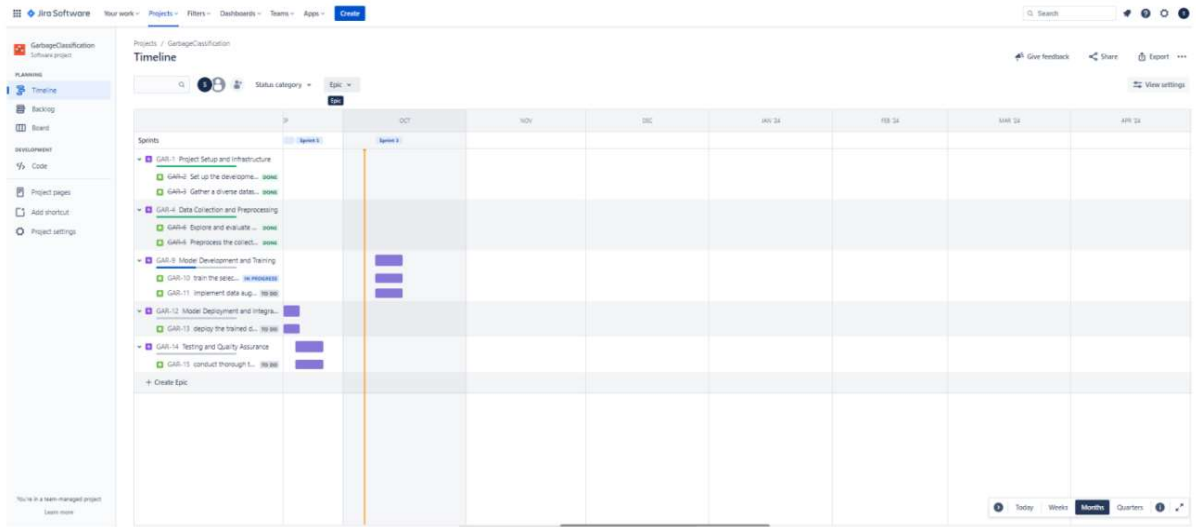 Jira Software Your work Projects Filters Dashboards Teams Apps Create Search
GarbageClassification
Software project
PLANNING
Timeline
Backlog
Board
DEVELOPMENT
Code
Project pages
Add shortcut
Project settings
You're in a team-managed project
Learn more
Projects / GarbageClassification
Timeline
Give feedback Share Export
Status category Epic View settings
Epic
OCT NOV DEC JAN '24 FEB '24 MAR '24 APR '24
Sprints Sprint 3
GAR-1 Project Setup and Infrastructure
GAR-2 Set up the developme... DONE
GAR-3 Gather a diverse datas... DONE
GAR-4 Data Collection and Preprocessing
Explore and evaluate ... DONE
Preprocess the collect... DONE
GAR-9 Model Development and Training
GAR-10 train the selec... IN PROGRESS
GAR-11 implement data aug... TO DO
GAR-12 Model Deployment and Integra...
GAR-13 deploy the trained d... TO DO
GAR-14 Testing and Quality Assurance
GAR-15 conduct thorough t... TO DO
+ Create Epic
Today Weeks Months Quarters